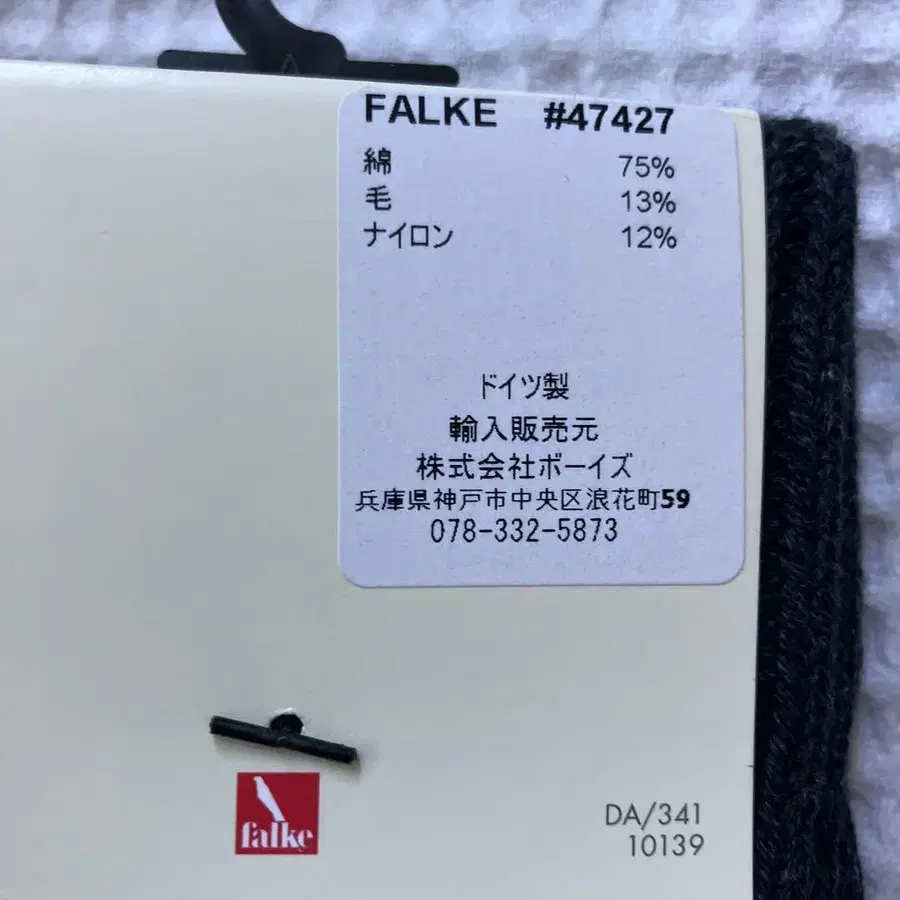 FALKE #47427
綿 75%
毛 13%
ナイロン 12%
ドイツ製
輸入販売元
株式会社ボーイズ
兵庫県神戸市中央区浪花町59
078-332-5873
falke
DA/341
10139